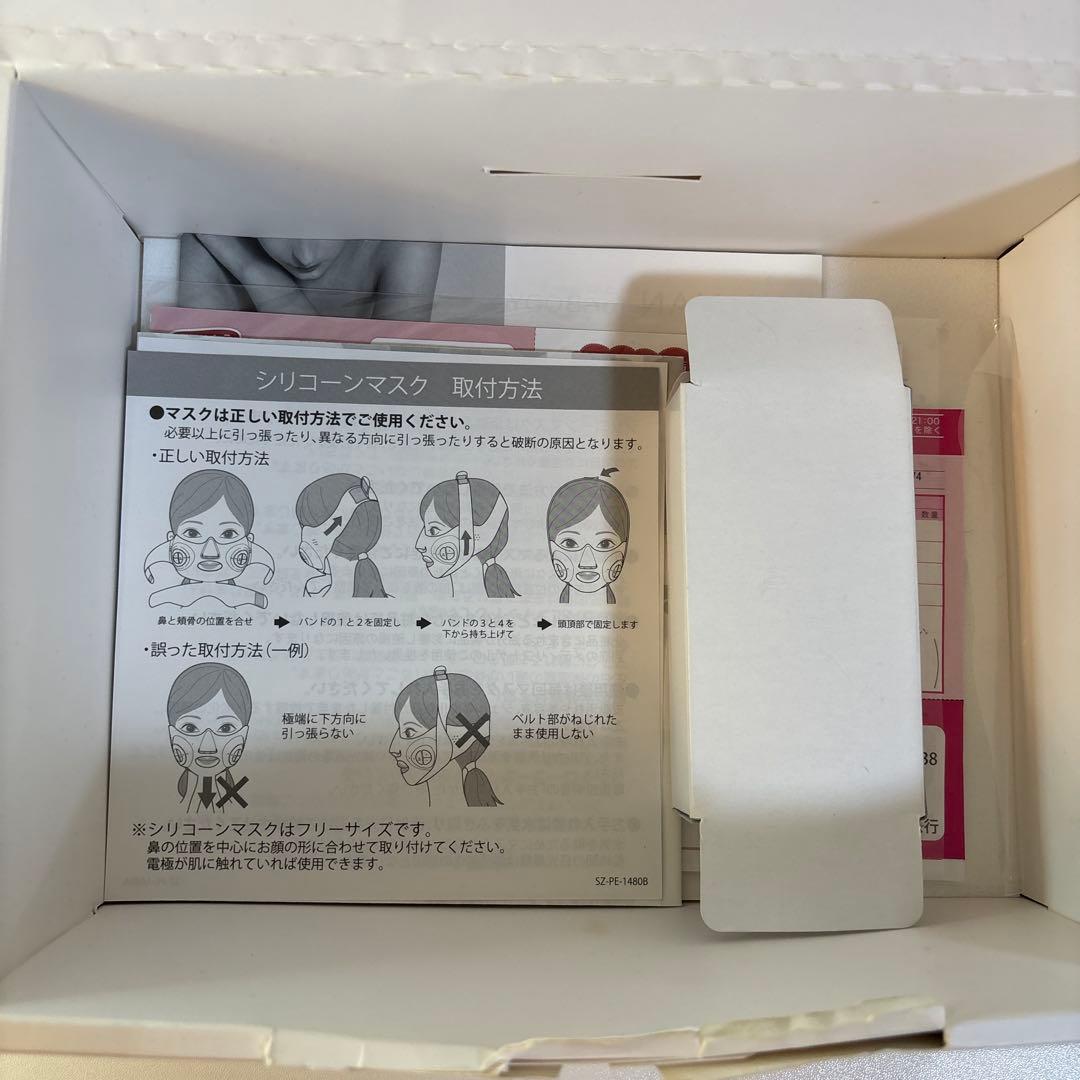 AN
シリコーンマスク 取付方法
●マスクは正しい取付方法でご使用ください。
必要以上に引っ張ったり、異なる方向に引っ張ったりすると破断の原因となります。
・正しい取付方法
鼻と頬骨の位置を合せ
バンドの1と2を固定し
バンドの3と4を
下から持ち上げて
頭頂部で固定します
・誤った取付方法（一例）
極端に下方向に
引っ張らない
ベルト部がねじれた
まま使用しない
※シリコーンマスクはフリーサイズです。
鼻の位置を中心にお顔の形に合わせて取り付けてください。
電極が肌に触れていれば使用できます。
SZ-PE-1480B
21:00
を除く
数量
38
行